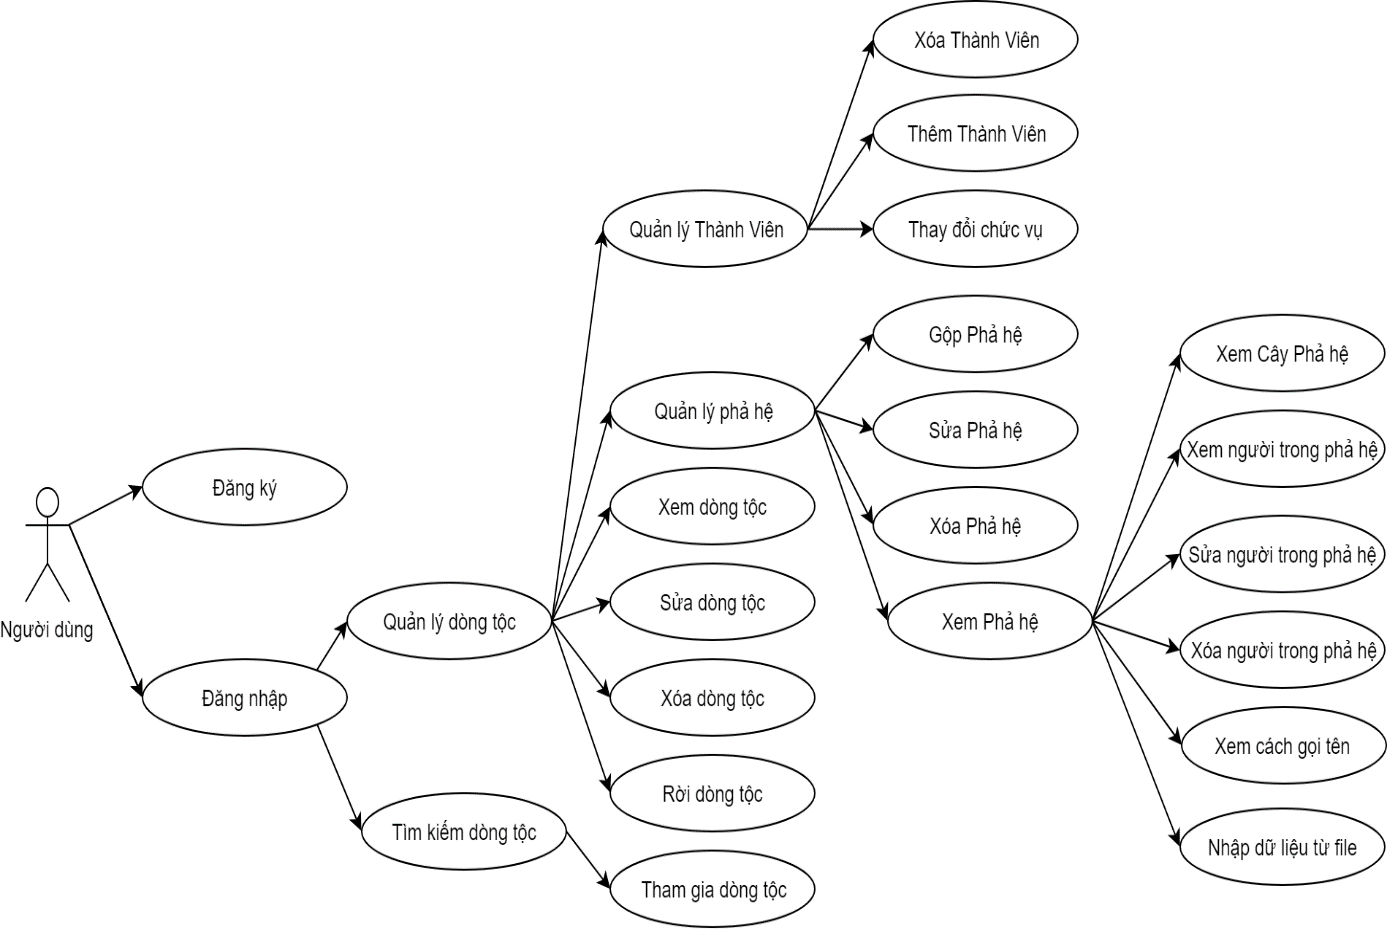 Xóa Thành Viên
Thêm Thành Viên
Quản lý Thành Viên
Thay đổi chức vụ
Gộp Phả hệ
Xem Cây Phả hệ
Quản lý phả hệ
Sửa Phả hệ
Xem người trong phả hệ
Đăng ký
Xem dòng tộc
Xóa Phả hệ
Sửa người trong phả hệ
Người dùng
Quản lý dòng tộc
Sửa dòng tộc
Xem Phả hệ
Xóa người trong phả hệ
Đăng nhập
Xóa dòng tộc
Xem cách gọi tên
Rời dòng tộc
Tìm kiếm dòng tộc
Nhập dữ liệu từ file
Tham gia dòng tộc